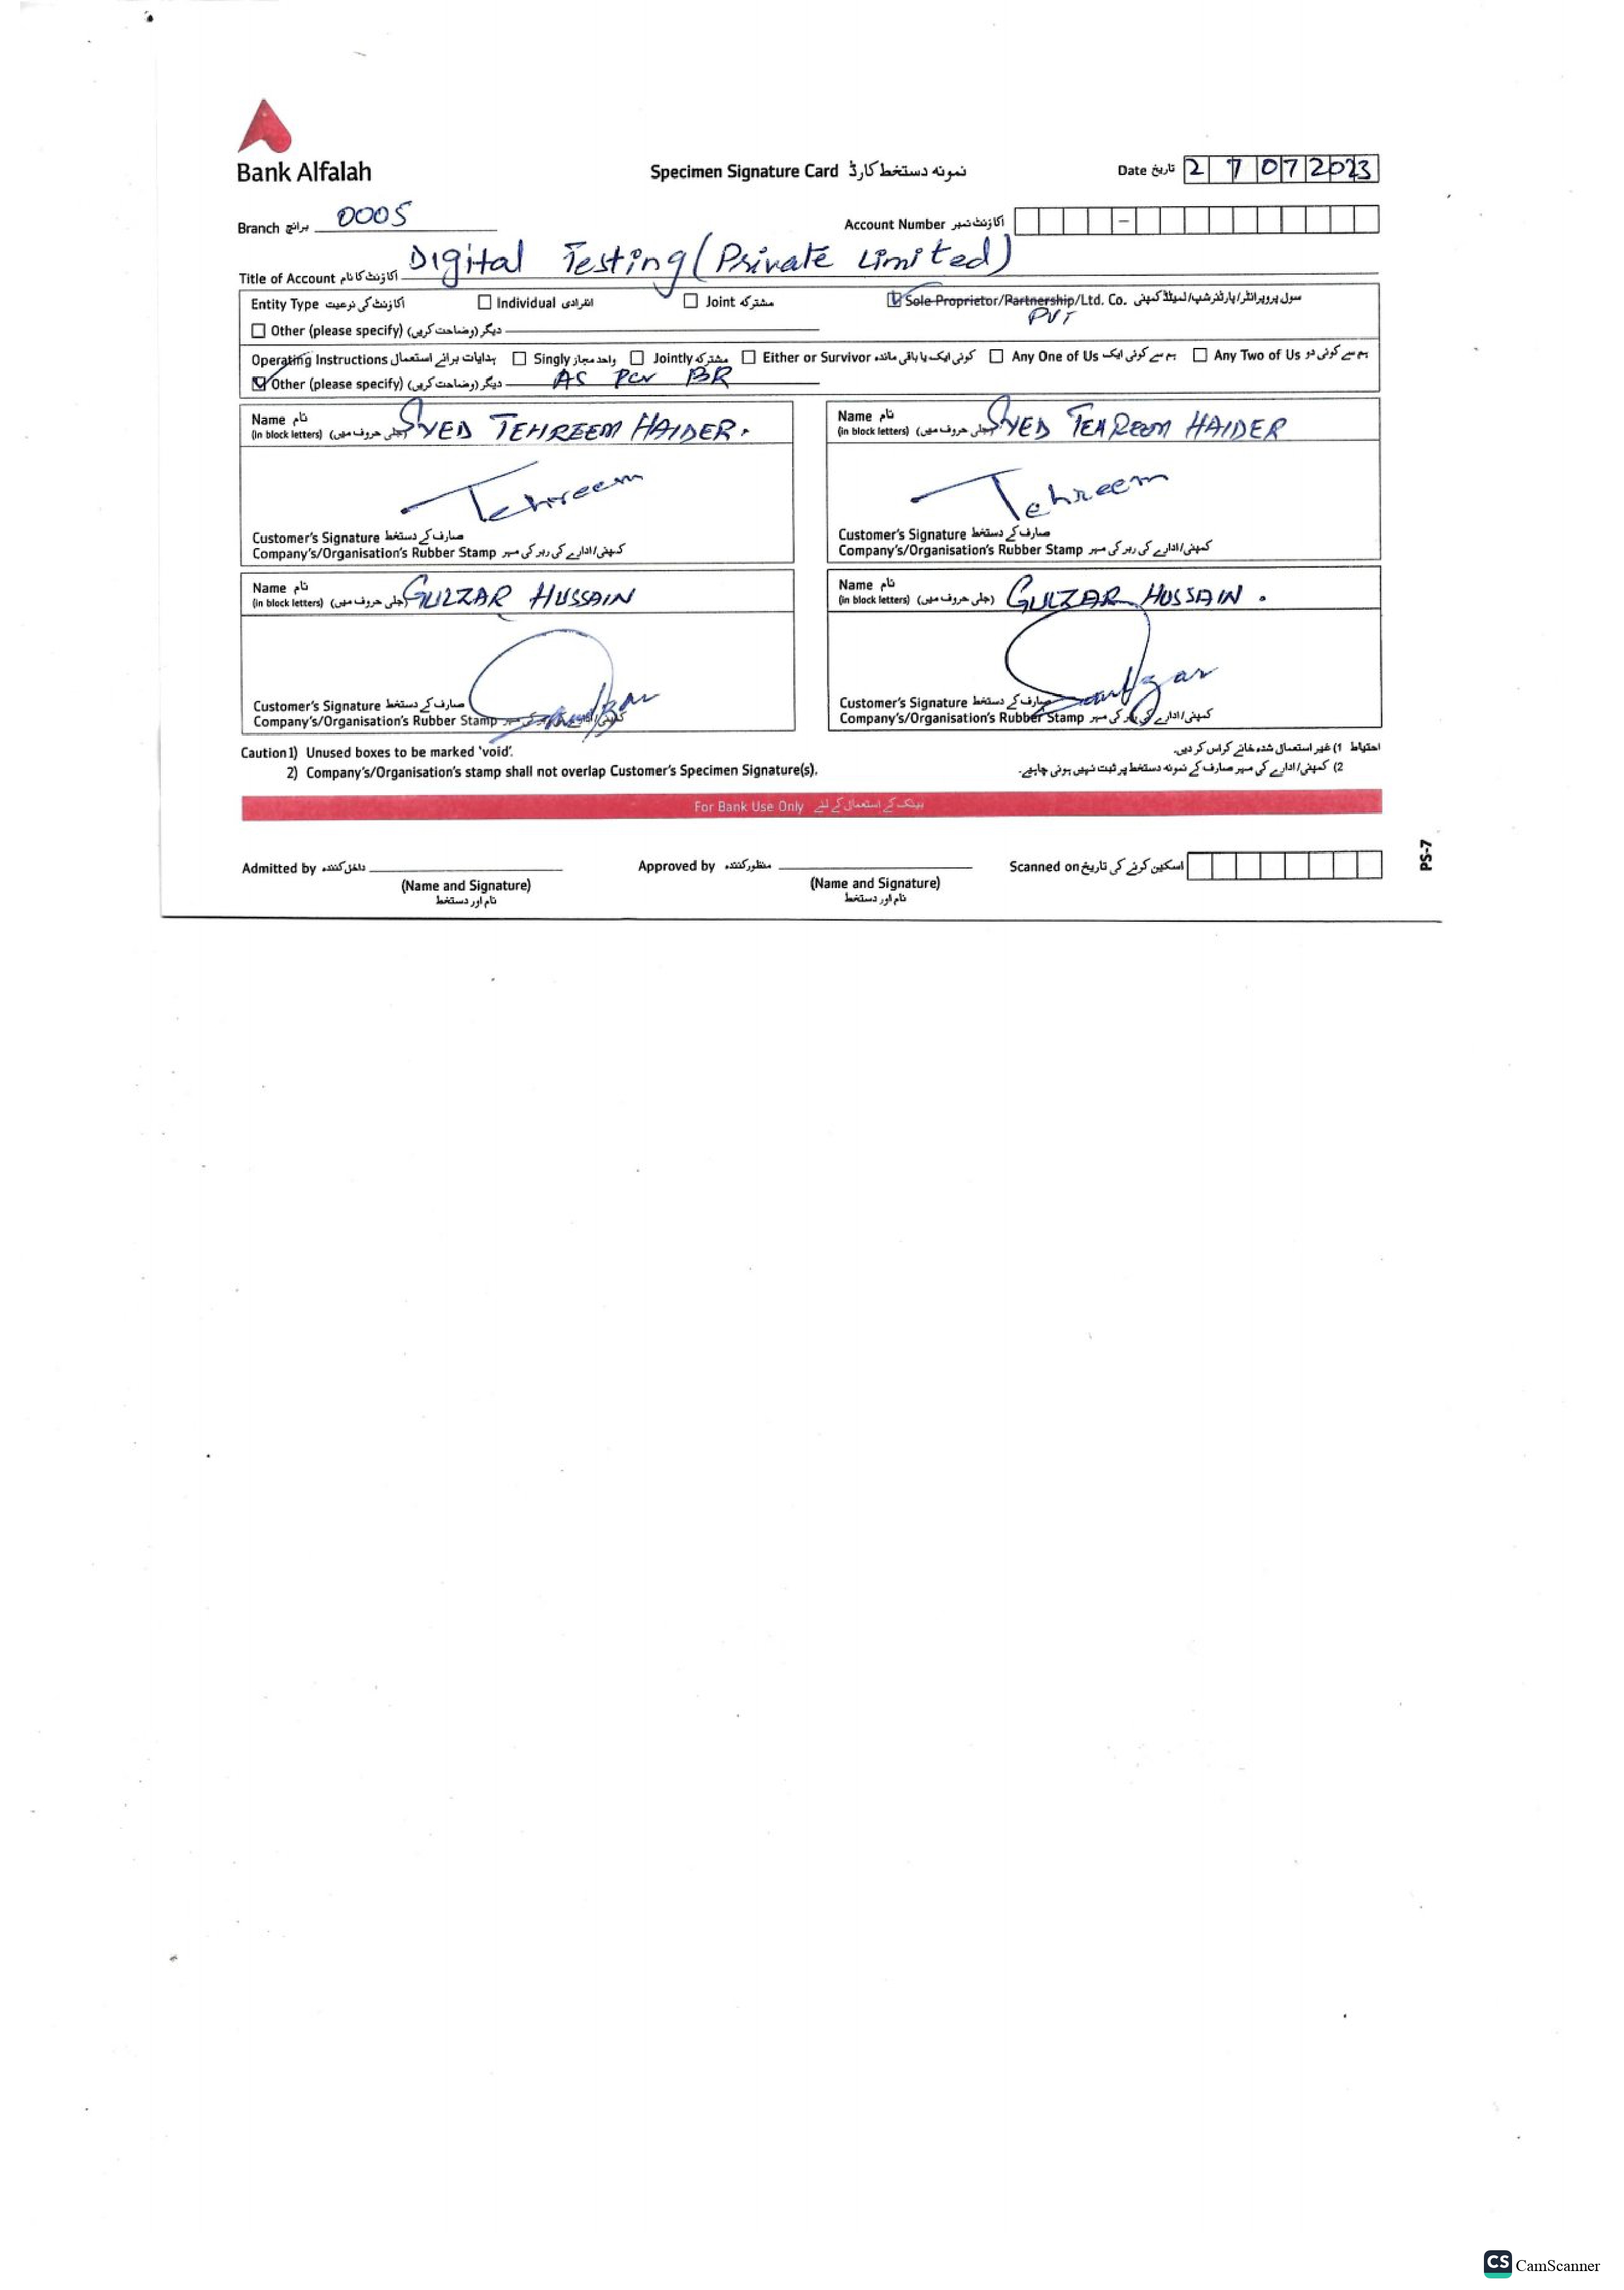 Bank Alfalah
Specimen Signature Card نمونہ دستخط کارڈ
Date تاریخ 27072023
Branch برانچ 0005
Account Number اکاؤنٹ نمبر –
Title of Account اکاؤنٹ کا نام Digital Testing (Private Limited)
Entity Type اکاؤنٹ کی نوعیت Individual انفرادی Joint مشترکہ Sole Proprietor/Partnership/Ltd. Co. سول پروپرائٹر/پارٹنرشپ/لمیٹڈ کمپنی
PVT
Other (please specify) دیگر (وضاحت کریں)
Operating Instructions ہدایات برائے استعمال Singly واحد مجاز Jointly مشترکہ Either or Survivor کوئی ایک یا باقی ماندہ Any One of Us ہم سے کوئی ایک Any Two of Us ہم سے کوئی دو
Other (please specify) دیگر (وضاحت کریں) AS Per BR
Name نام
(in block letters) (جلی حروف میں) SYED TEHREEM HAIDER.
Tehreem
Customer's Signature صارف کے دستخط
Company's/Organisation's Rubber Stamp کمپنی/ادارے کی ربر کی مہر
Name نام
(in block letters) (جلی حروف میں) SYED TEHREEM HAIDER
Tehreem
Customer's Signature صارف کے دستخط
Company's/Organisation's Rubber Stamp کمپنی/ادارے کی ربر کی مہر
Name نام
(in block letters) (جلی حروف میں) GULZAR HUSSAIN
Customer's Signature صارف کے دستخط
Company's/Organisation's Rubber Stamp
Name نام
(in block letters) (جلی حروف میں) GULZAR HUSSAIN.
Customer's Signature صارف کے دستخط
Company's/Organisation's Rubber Stamp کمپنی/ادارے کی ربر کی مہر
Caution 1) Unused boxes to be marked 'void'.
2) Company's/Organisation's stamp shall not overlap Customer's Specimen Signature(s).
احتیاط 1) غیر استعمال شدہ خانے کراس کر دیں.
2) کمپنی/ادارے کی مہر صارف کے نمونہ دستخط پر ثبت نہیں ہونی چاہیے.
For Bank Use Only بینک کے استعمال کے لئے
Admitted by داخل کنندہ
(Name and Signature)
نام اور دستخط
Approved by منظور کنندہ
(Name and Signature)
نام اور دستخط
Scanned on اسکین کرنے کی تاریخ
PS-7
CS CamScanner